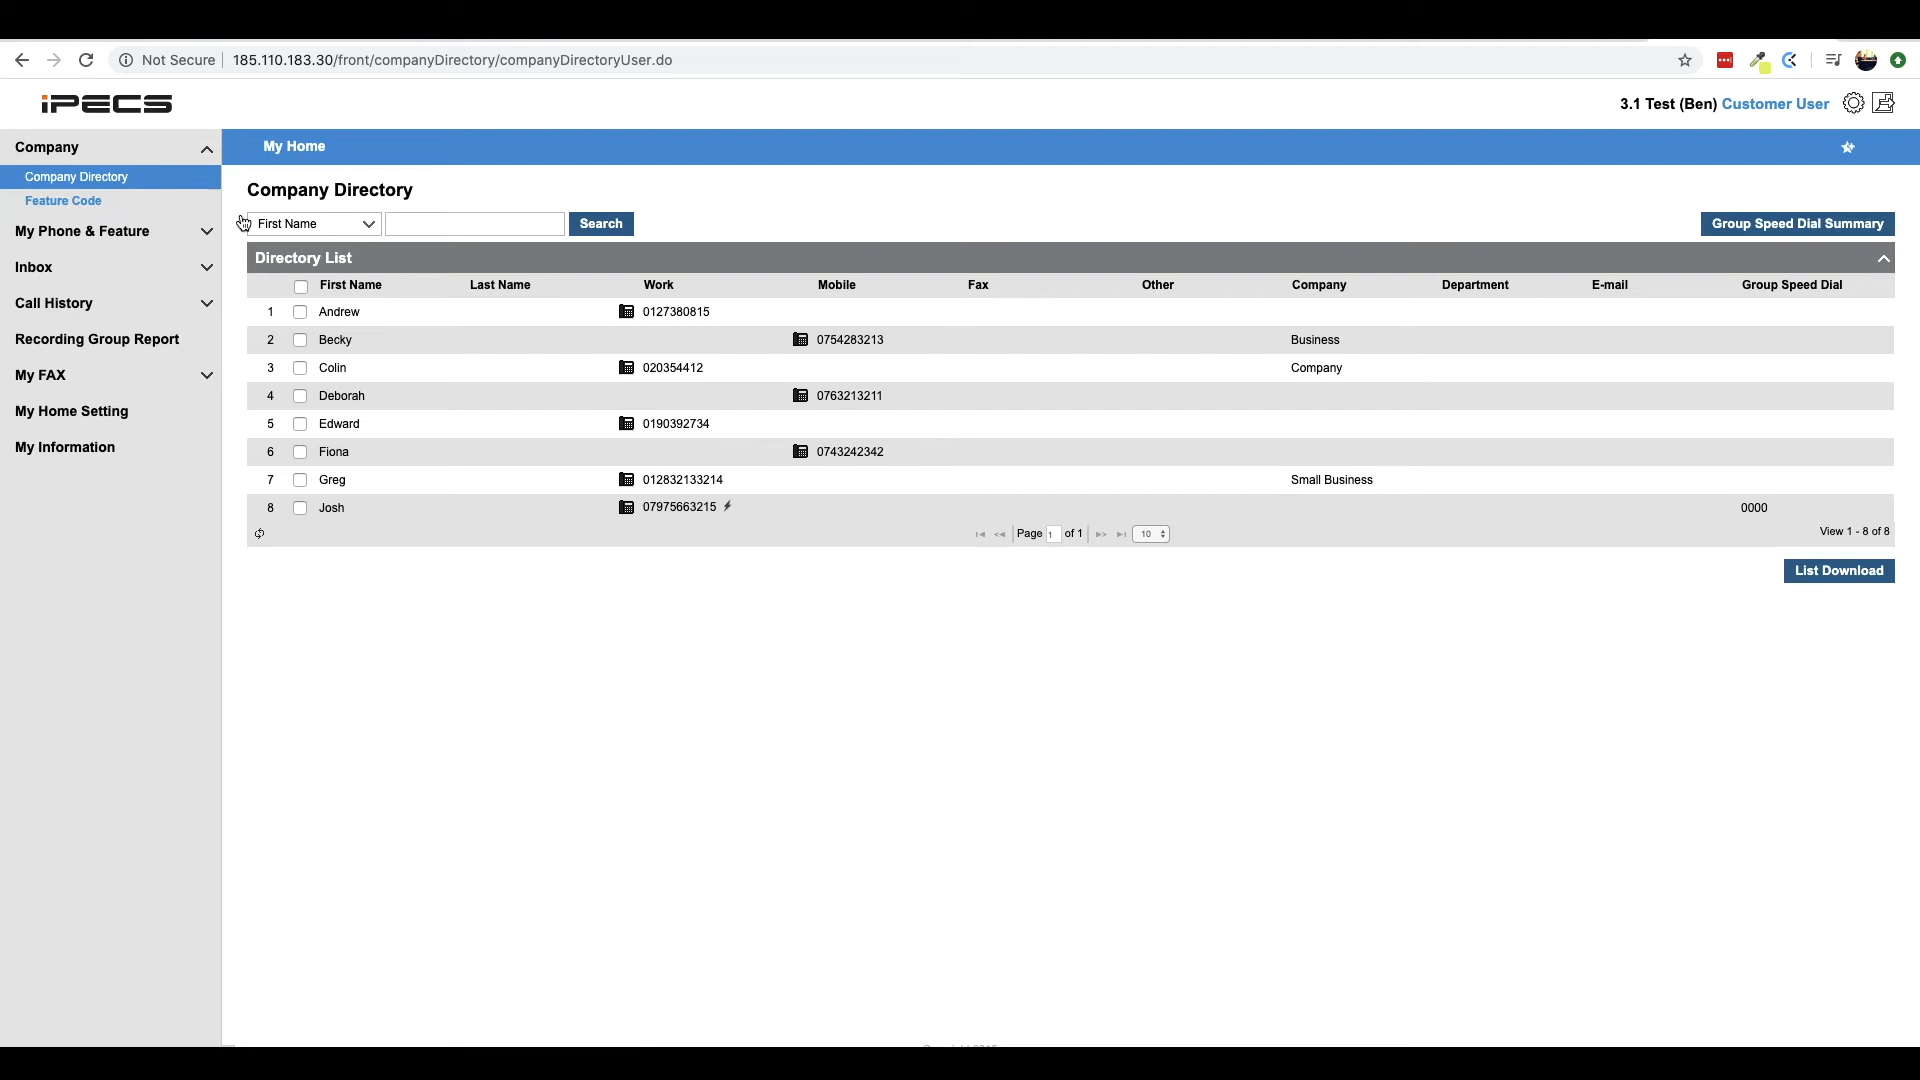 Not Secure 185.110.183.30/front/companyDirectory/companyDirectoryUser.do
iPECS
3.1 Test (Ben) Customer User
Company
My Home
Company Directory
Feature Code
My Phone & Feature
Inbox
Call History
Recording Group Report
My FAX
My Home Setting
My Information
Company Directory
First Name Search Group Speed Dial Summary
Directory List
First Name Last Name Work Mobile Fax Other Company Department E-mail Group Speed Dial
1 Andrew 0127380815
2 Becky 0754283213 Business
3 Colin 020354412 Company
4 Deborah 0763213211
5 Edward 0190392734
6 Fiona 0743242342
7 Greg 012832133214 Small Business
8 Josh 07975663215 0000
Page 1 of 1 10 View 1 - 8 of 8
List Download